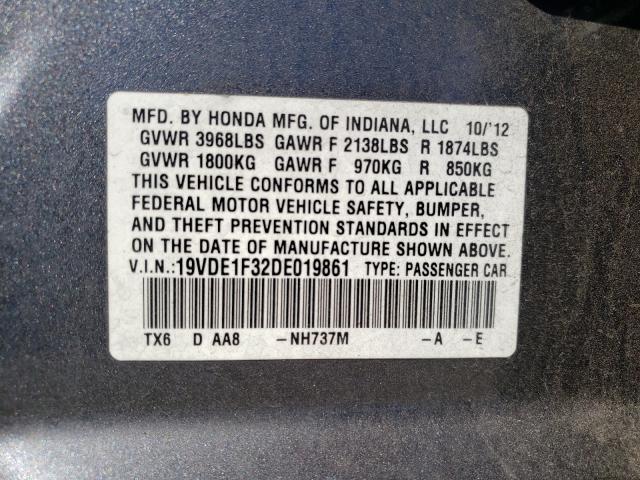 MFD. BY HONDA MFG. OF INDIANA, LLC 10/'12
GVWR 3968LBS GAWR F 2138LBS R 1874LBS
GVWR 1800KG GAWR F 970KG R 850KG
THIS VEHICLE CONFORMS TO ALL APPLICABLE
FEDERAL MOTOR VEHICLE SAFETY, BUMPER,
AND THEFT PREVENTION STANDARDS IN EFFECT
ON THE DATE OF MANUFACTURE SHOWN ABOVE.
V.I.N.:19VDE1F32DE019861 TYPE: PASSENGER CAR
TX6 D AA8 -NH737M -A -E